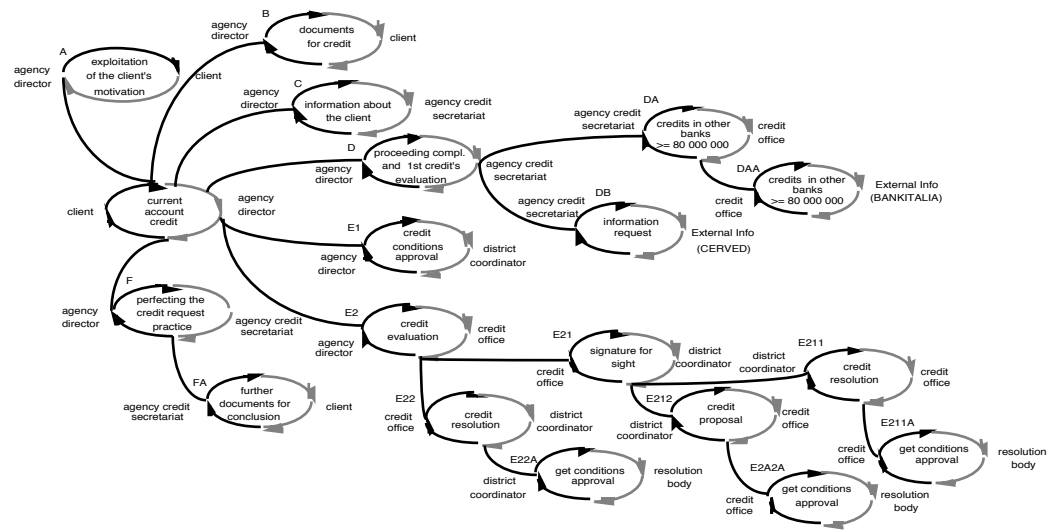 B
agency
director
documents
for credit
client
A
agency
director
exploitation
of the client's
motivation
client
C
agency
director
information about
the client
agency credit
secretariat
D
agency
director
proceeding compl.
and 1st credit's
evaluation
agency credit
secretariat
DA
agency credit
secretariat
credits in other
banks
>= 80 000 000
credit
office
DAA
credit
office
credits in other
banks
>= 80 000 000
External Info
(BANKITALIA)
DB
agency credit
secretariat
information
request
External Info
(CERVED)
client
current
account
credit
agency
director
E1
agency
director
credit
conditions
approval
district
coordinator
F
agency
director
perfecting the
credit request
practice
agency credit
secretariat
E2
agency
director
credit
evaluation
credit
office
E21
credit
office
signature for
sight
district
coordinator
E211
district
coordinator
credit
resolution
credit
office
FA
agency credit
secretariat
further
documents for
conclusion
client
E22
credit
office
credit
resolution
district
coordinator
E212
district
coordinator
credit
proposal
credit
office
E211A
credit
office
get conditions
approval
resolution
body
E22A
district
coordinator
get conditions
approval
resolution
body
E2A2A
credit
office
get conditions
approval
resolution
body